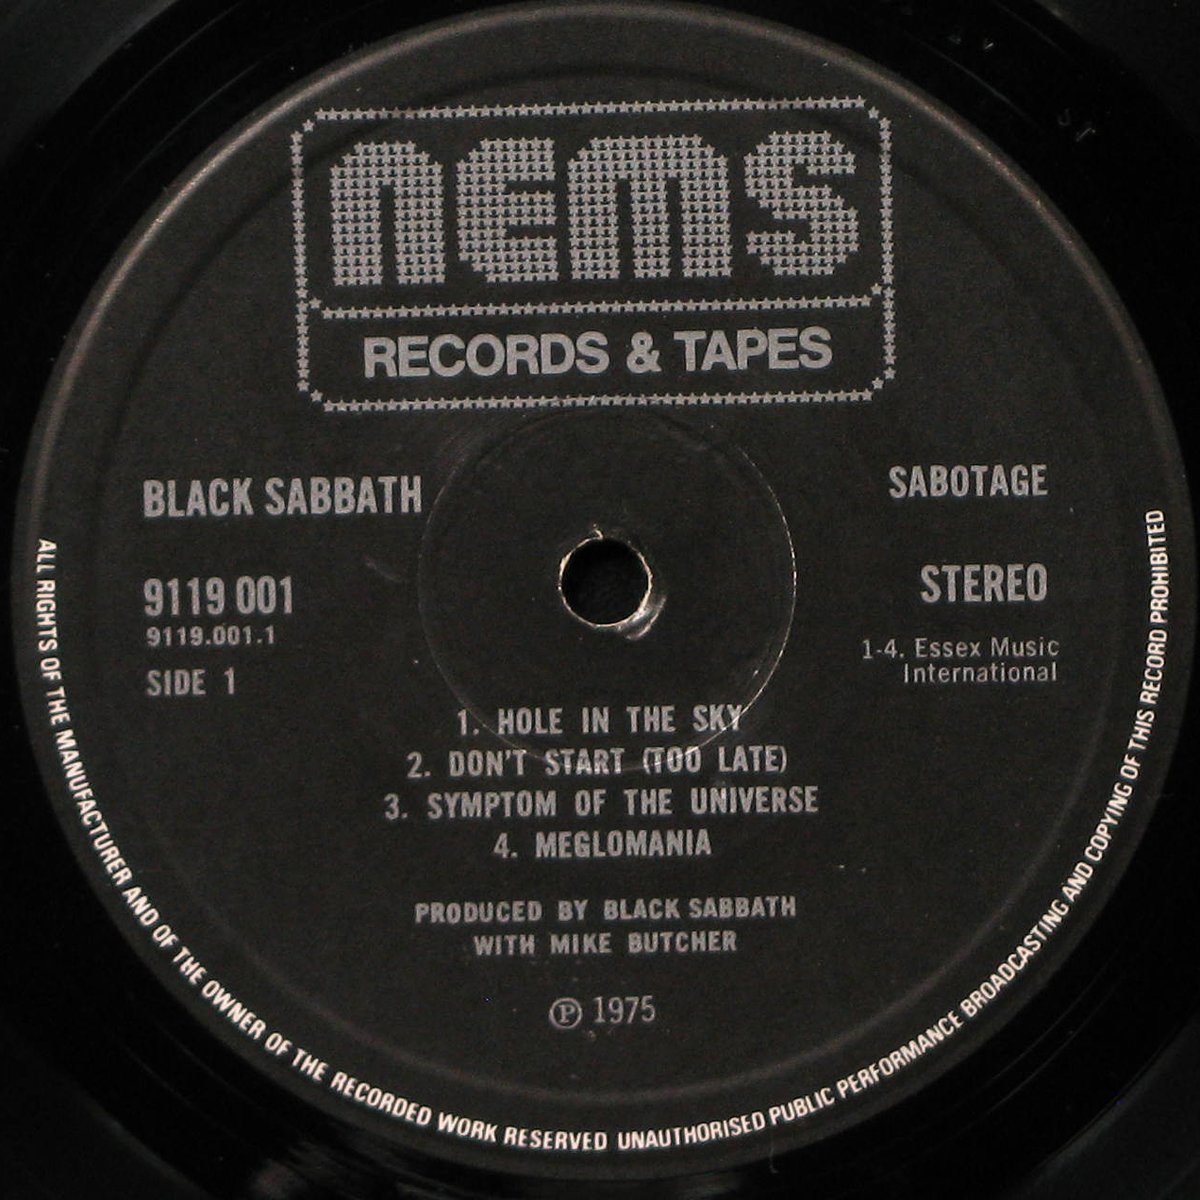 nems
RECORDS & TAPES
BLACK SABBATH
SABOTAGE
9119 001
9119.001.1
SIDE 1
STEREO
1-4. Essex Music
International
1. HOLE IN THE SKY
2. DON'T START (TOO LATE)
3. SYMPTOM OF THE UNIVERSE
4. MEGLOMANIA
PRODUCED BY BLACK SABBATH
WITH MIKE BUTCHER
℗ 1975
ALL RIGHTS OF THE MANUFACTURER AND OF THE OWNER OF THE RECORDED WORK RESERVED UNAUTHORISED PUBLIC PERFORMANCE BROADCASTING AND COPYING OF THIS RECORD PROHIBITED